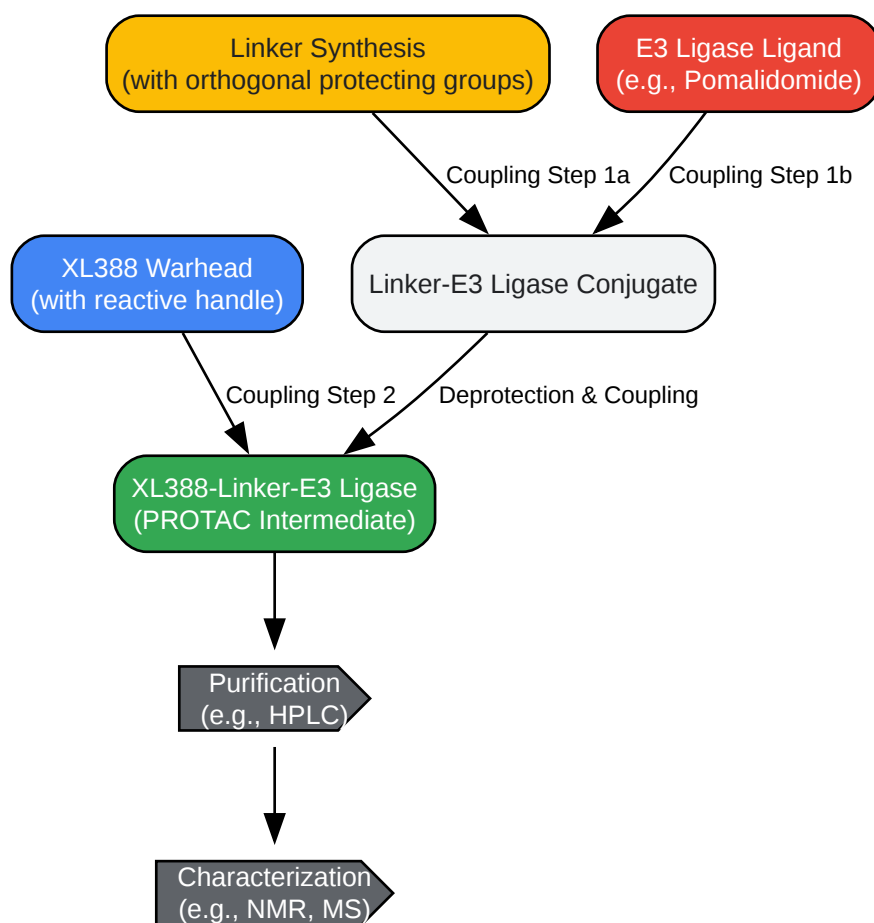 Linker Synthesis
(with orthogonal protecting groups)
E3 Ligase Ligand
(e.g., Pomalidomide)
Coupling Step 1a
Coupling Step 1b
XL388 Warhead
(with reactive handle)
Linker-E3 Ligase Conjugate
Coupling Step 2
Deprotection & Coupling
XL388-Linker-E3 Ligase
(PROTAC Intermediate)
Purification
(e.g., HPLC)
Characterization
(e.g., NMR, MS)